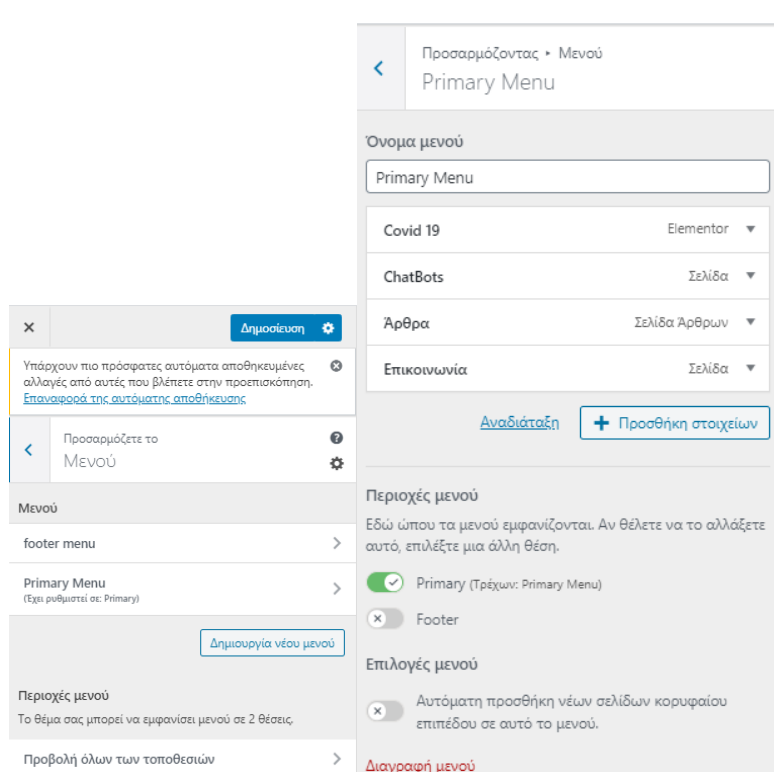 Δημοσίευση
Υπάρχουν πιο πρόσφατες αυτόματα αποθηκευμένες
αλλαγές από αυτές που βλέπετε στην προεπισκόπηση.
Επαναφορά της αυτόματης αποθήκευσης
Προσαρμόζετε το
Μενού
Μενού
footer menu
Primary Menu
(Έχει ρυθμιστεί σε: Primary)
Δημιουργία νέου μενού
Περιοχές μενού
Το θέμα σας μπορεί να εμφανίσει μενού σε 2 θέσεις.
Προβολή όλων των τοποθεσιών
Προσαρμόζοντας ‣ Μενού
Primary Menu
Όνομα μενού
Primary Menu
Covid 19 Elementor
ChatBots Σελίδα
Άρθρα Σελίδα Άρθρων
Επικοινωνία Σελίδα
Αναδιάταξη Προσθήκη στοιχείων
Περιοχές μενού
Εδώ ώπου τα μενού εμφανίζονται. Αν θέλετε να το αλλάξετε
αυτό, επιλέξτε μια άλλη θέση.
Primary (Τρέχων: Primary Menu)
Footer
Επιλογές μενού
Αυτόματη προσθήκη νέων σελίδων κορυφαίου
επιπέδου σε αυτό το μενού.
Διαγραφή μενού